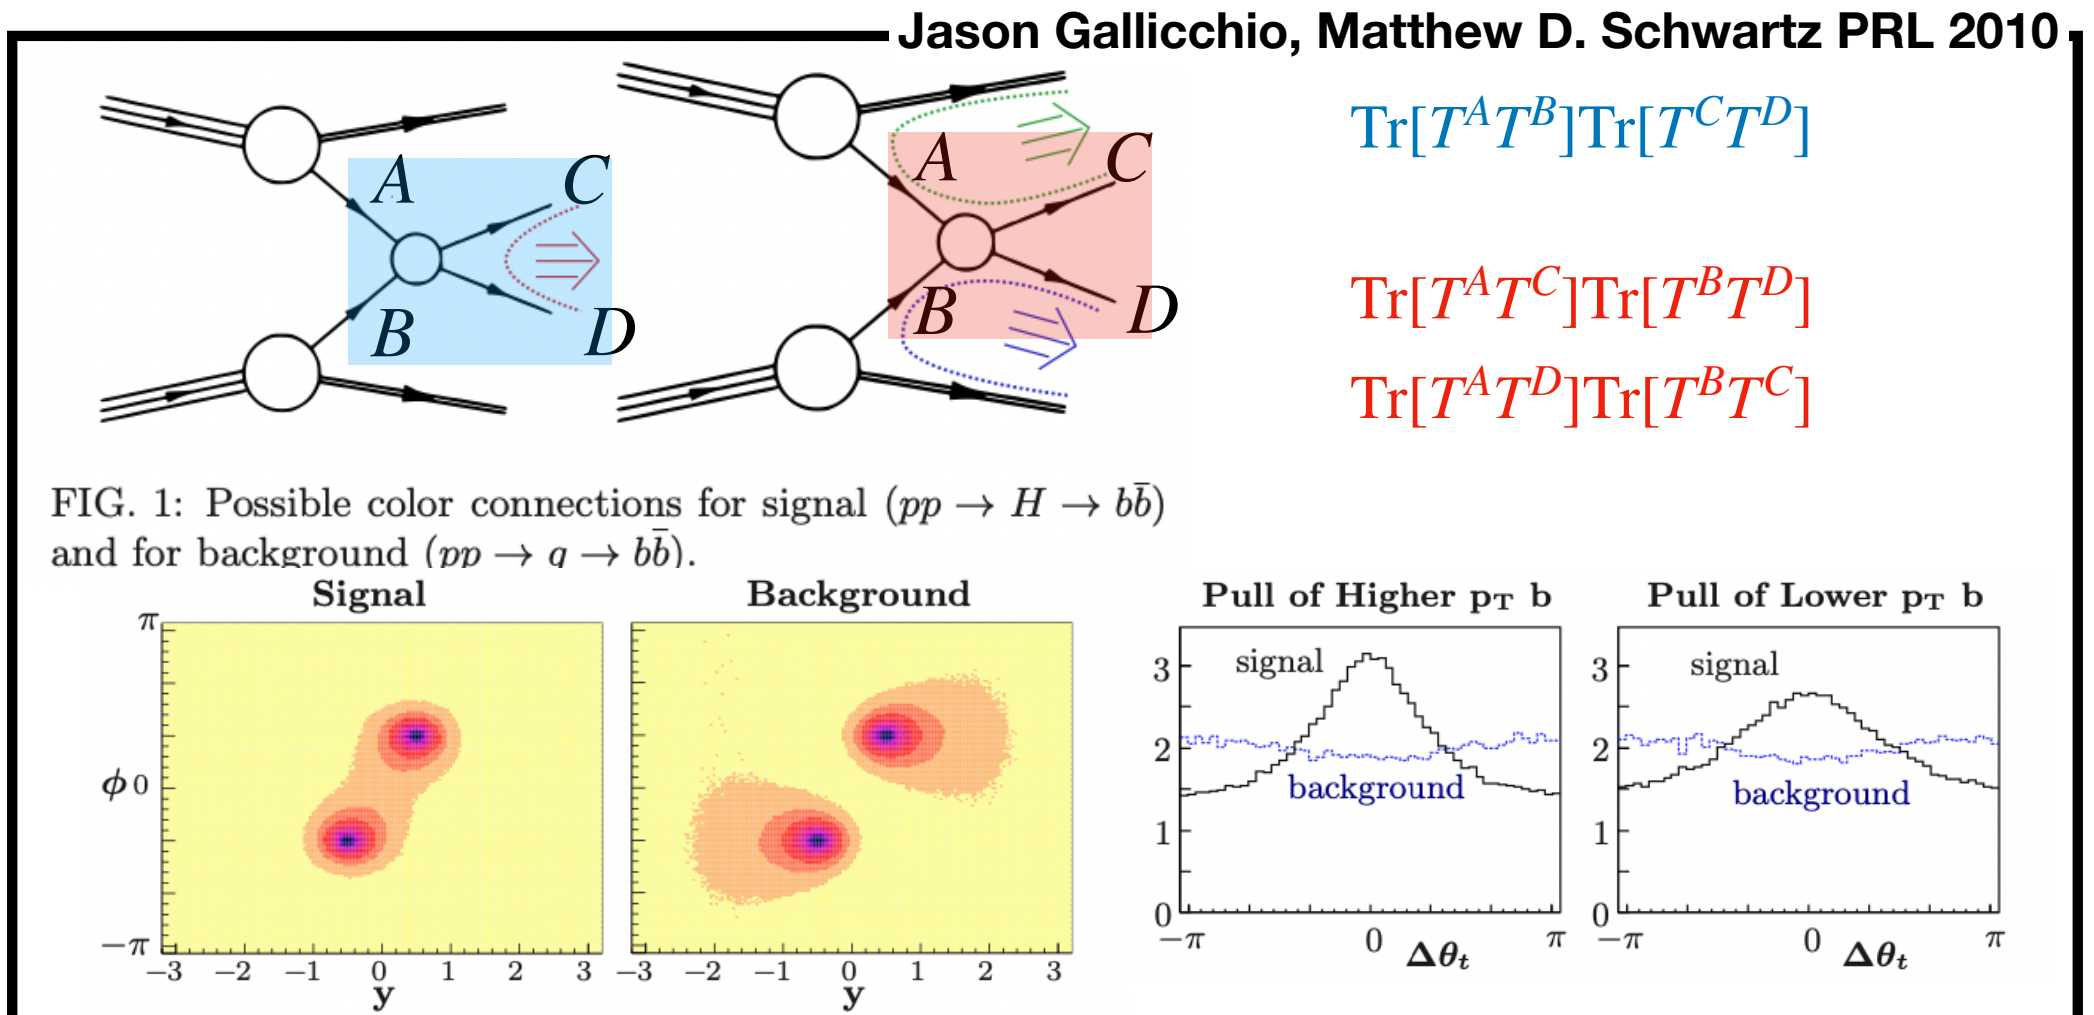 Jason Gallicchio, Matthew D. Schwartz PRL 2010
A
C
B
D
A
C
B
D
Tr[T^A T^B]Tr[T^C T^D]
Tr[T^A T^C]Tr[T^B T^D]
Tr[T^A T^D]Tr[T^B T^C]
FIG. 1: Possible color connections for signal (pp → H → bb̄)
and for background (pp → g → bb̄).
Signal
π
ϕ 0
−π
−3 −2 −1 0 1 2 3
y
Background
−3 −2 −1 0 1 2 3
y
Pull of Higher p_T b
3
2
1
0
signal
background
−π 0 π
Δθ_t
Pull of Lower p_T b
3
2
1
0
signal
background
−π 0 π
Δθ_t